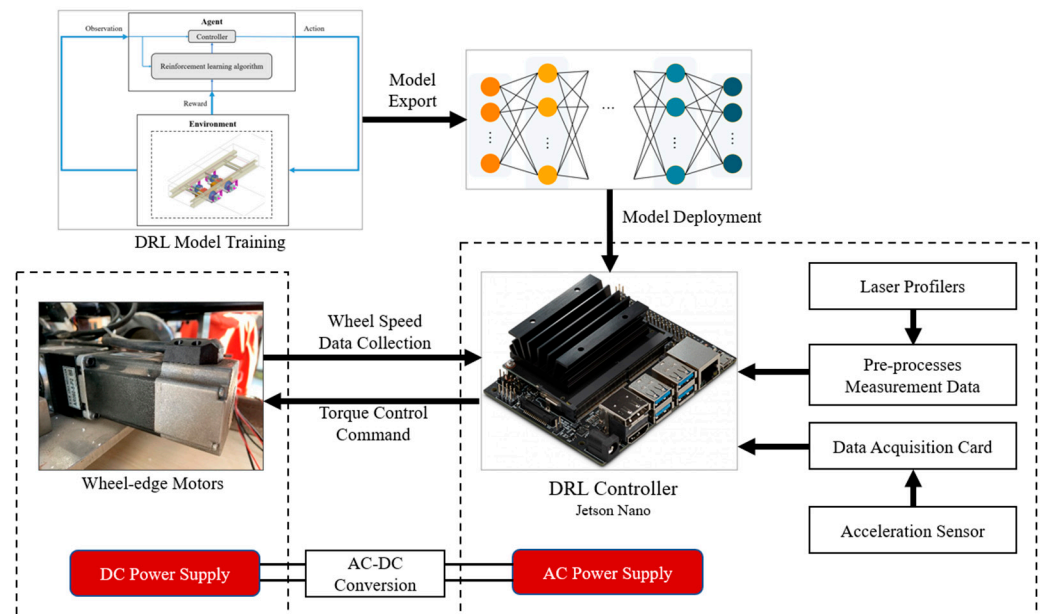 Agent
Observation
Controller
Action
Reinforcement learning algorithm
Reward
Environment
DRL Model Training
Model
Export
...
...
...
...
...
Model Deployment
Wheel Speed
Data Collection
Torque Control
Command
Wheel-edge Motors
DRL Controller
Jetson Nano
Laser Profilers
Pre-processes
Measurement Data
Data Acquisition Card
Acceleration Sensor
DC Power Supply
AC-DC
Conversion
AC Power Supply